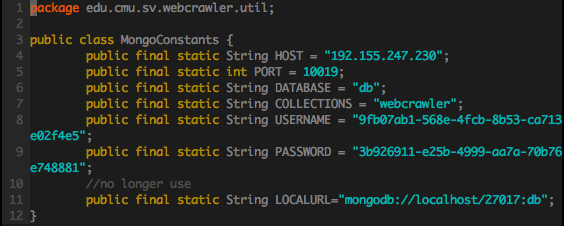 1 package edu.cmu.sv.webcrawler.util;
2
3 public class MongoConstants {
4 public final static String HOST = "192.155.247.230";
5 public final static int PORT = 10019;
6 public final static String DATABASE = "db";
7 public final static String COLLECTIONS = "webcrawler";
8 public final static String USERNAME = "9fb07ab1-568e-4fcb-8b53-ca713
e02f4e5";
9 public final static String PASSWORD = "3b926911-e25b-4999-aa7a-70b76
e748881";
10 //no longer use
11 public final static String LOCALURL="mongodb://localhost/27017:db";
12 }